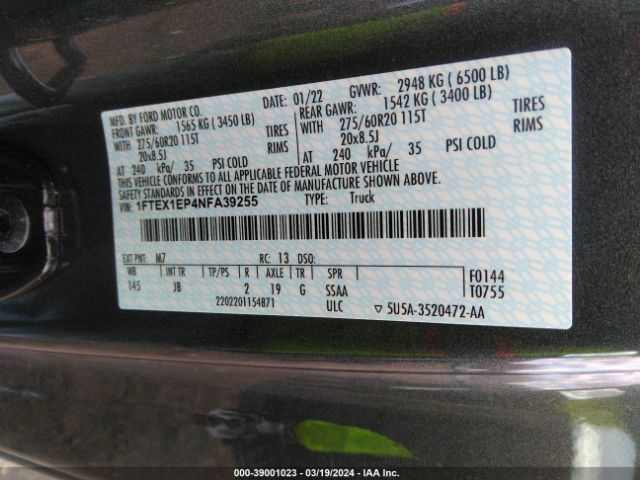 MFD. BY FORD MOTOR CO.
DATE: 01/22 GVWR: 2948 KG ( 6500 LB)
FRONT GAWR: 1565 KG ( 3450 LB)
REAR GAWR: 1542 KG ( 3400 LB)
WITH 275/60R20 115T TIRES
WITH 275/60R20 115T TIRES
20x8.5J RIMS
20x8.5J RIMS
AT 240 kPa/ 35 PSI COLD
AT 240 kPa/ 35 PSI COLD
THIS VEHICLE CONFORMS TO ALL APPLICABLE FEDERAL MOTOR VEHICLE
SAFETY STANDARDS IN EFFECT ON THE DATE OF MANUFACTURE SHOWN ABOVE.
VIN: 1FTEX1EP4NFA39255 TYPE: Truck
EXT PNT: M7 RC: 13 DSO:
WB INT TR TP/PS R AXLE TR SPR
145 JB 2 19 G SSAA
F0144
T0755
2202201154871 ULC ▽ 5U5A-3520472-AA
000-39001023 - 03/19/2024 - IAA Inc.